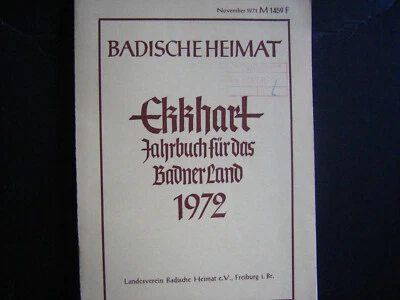 November 1971 M 1459 F
BADISCHE HEIMAT
Ekkhart
Jahrbuch für das
Badner Land
1972
Landesverein Badische Heimat e.V., Freiburg i. Br.